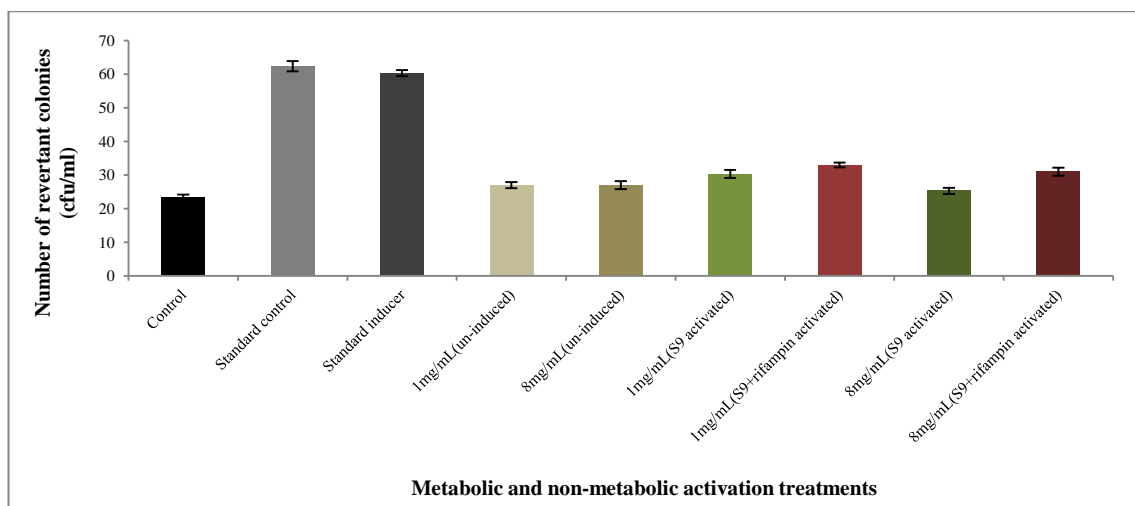 Number of revertant colonies
(cfu/ml)
70
60
50
40
30
20
10
0
Control
Standard control
Standard inducer
1mg/mL(un-induced)
8mg/mL(un-induced)
1mg/mL(S9 activated)
1mg/mL(S9+rifampin activated)
8mg/mL(S9 activated)
8mg/mL(S9+rifampin activated)
Metabolic and non-metabolic activation treatments